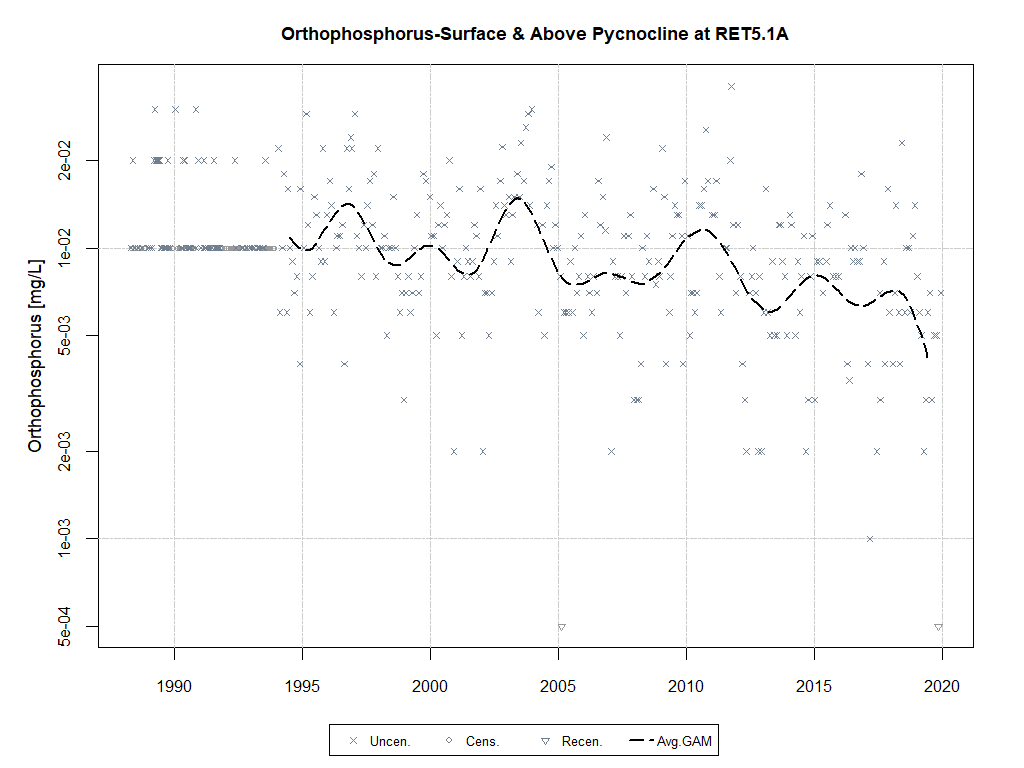 Orthophosphorus-Surface & Above Pycnocline at RET5.1A
Orthophosphorus [mg/L]
2e-02
1e-02
5e-03
2e-03
1e-03
5e-04
1990 1995 2000 2005 2010 2015 2020
Uncen. Cens. Recen. Avg.GAM